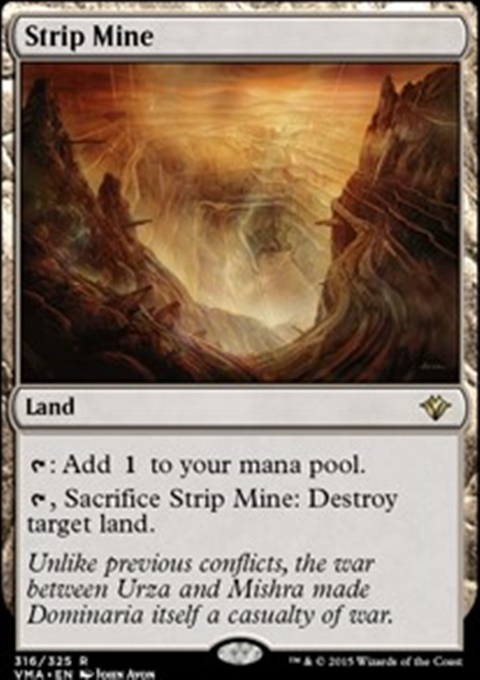 Strip Mine
Land
: Add 1 to your mana pool.
, Sacrifice Strip Mine: Destroy
target land.
Unlike previous conflicts, the war
between Urza and Mishra made
Dominaria itself a casualty of war.
316/325 R
VMA • EN John Avon
™ & © 2015 Wizards of the Coast